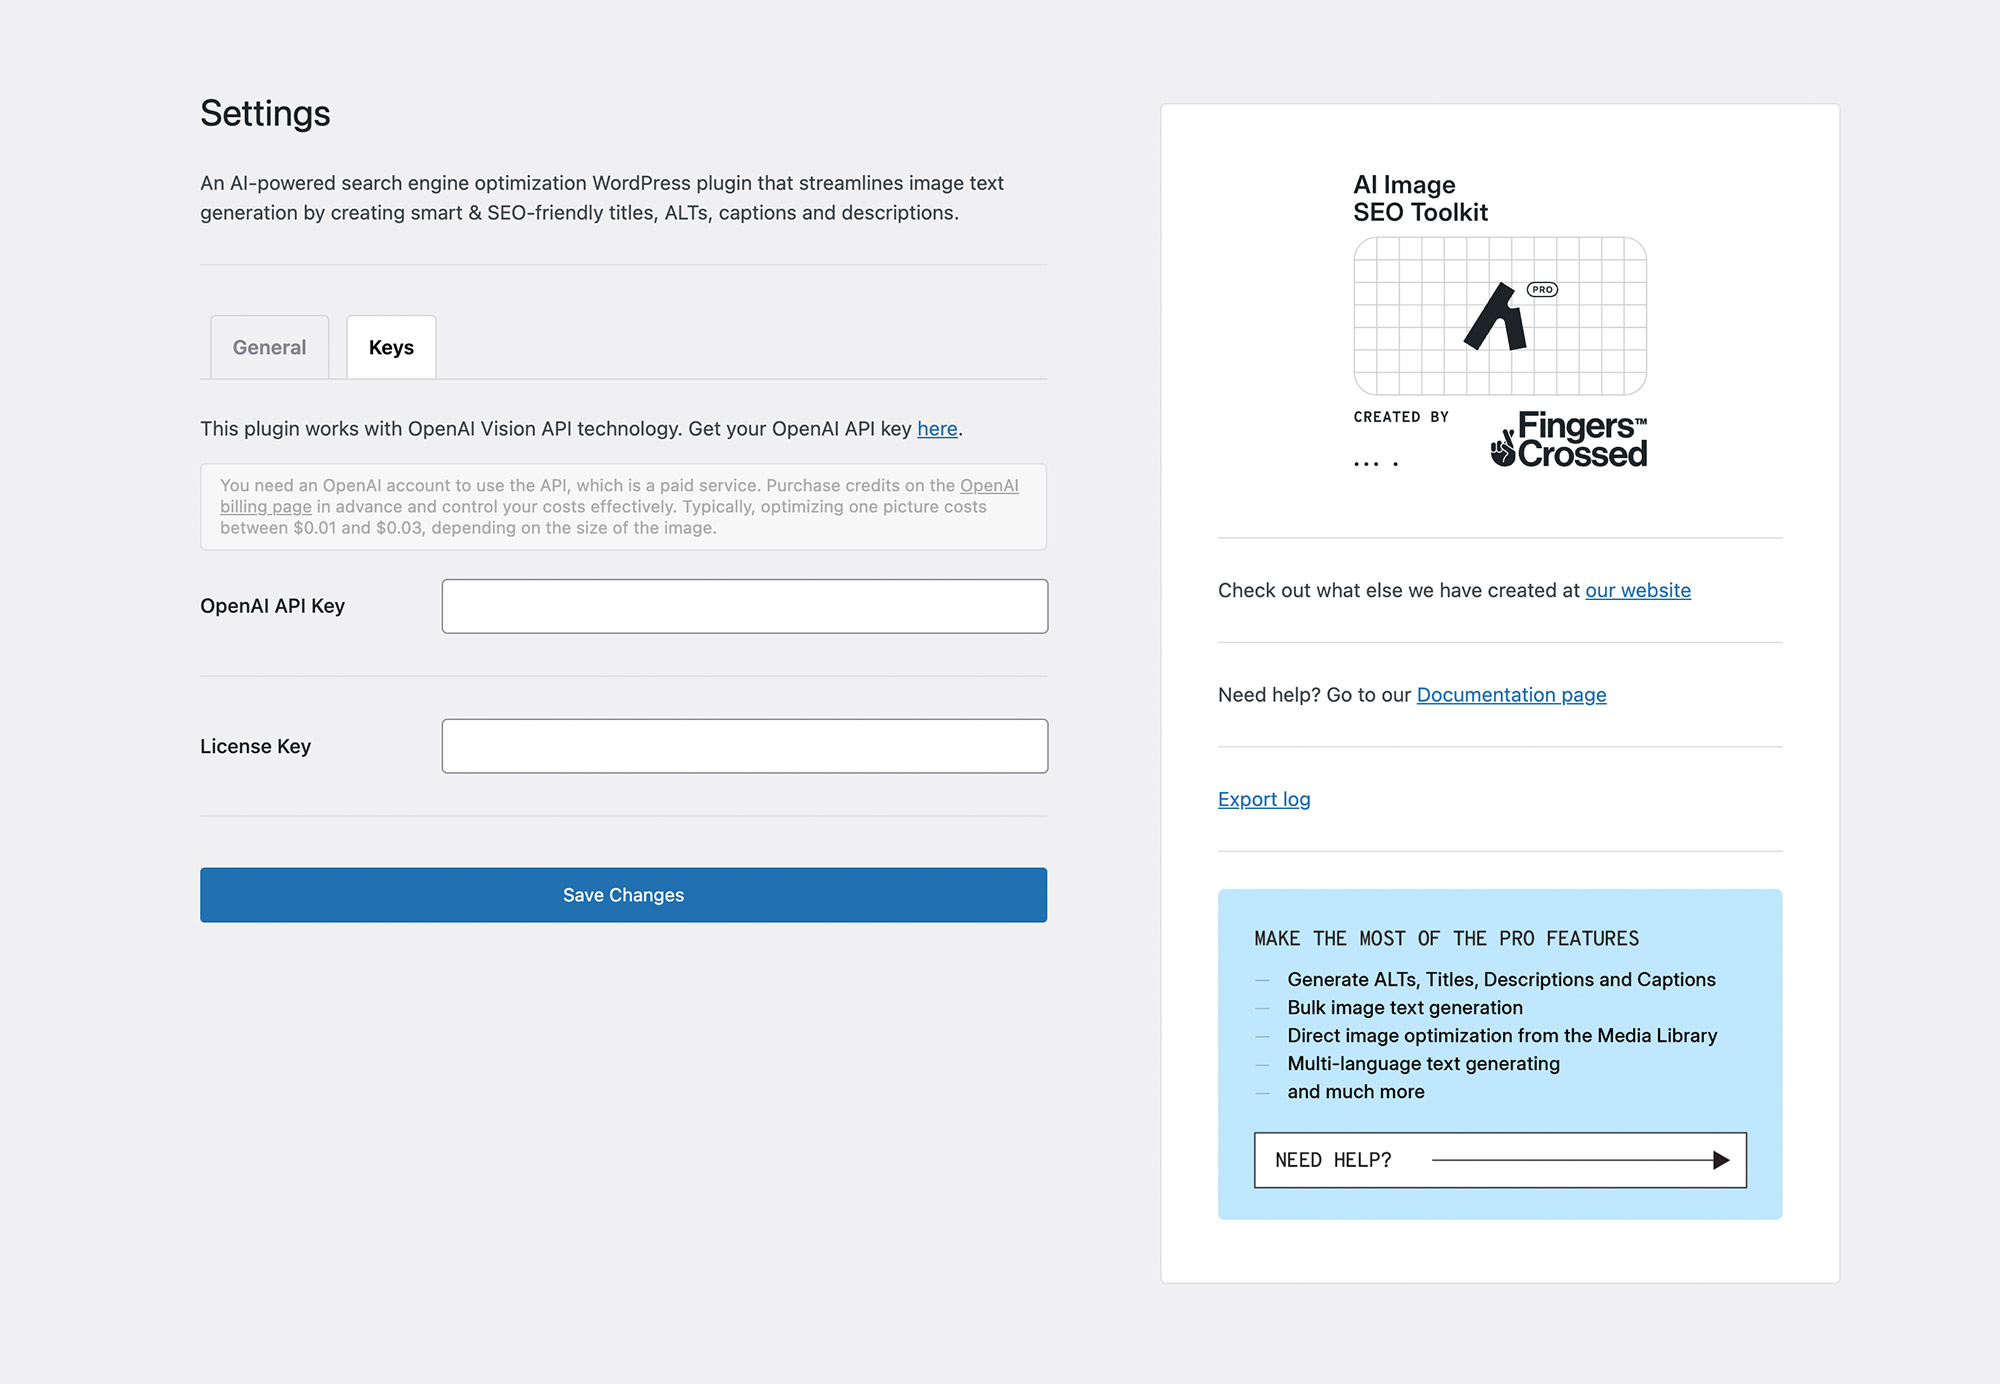 Settings
An AI-powered search engine optimization WordPress plugin that streamlines image text
generation by creating smart & SEO-friendly titles, ALTs, captions and descriptions.
General
Keys
This plugin works with OpenAI Vision API technology. Get your OpenAI API key here.
You need an OpenAI account to use the API, which is a paid service. Purchase credits on the OpenAI
billing page in advance and control your costs effectively. Typically, optimizing one picture costs
between $0.01 and $0.03, depending on the size of the image.
OpenAI API Key
License Key
Save Changes
AI Image
SEO Toolkit
PRO
CREATED BY
... .
Fingers™
Crossed
Check out what else we have created at our website
Need help? Go to our Documentation page
Export log
MAKE THE MOST OF THE PRO FEATURES
— Generate ALTs, Titles, Descriptions and Captions
— Bulk image text generation
— Direct image optimization from the Media Library
— Multi-language text generating
— and much more
NEED HELP?